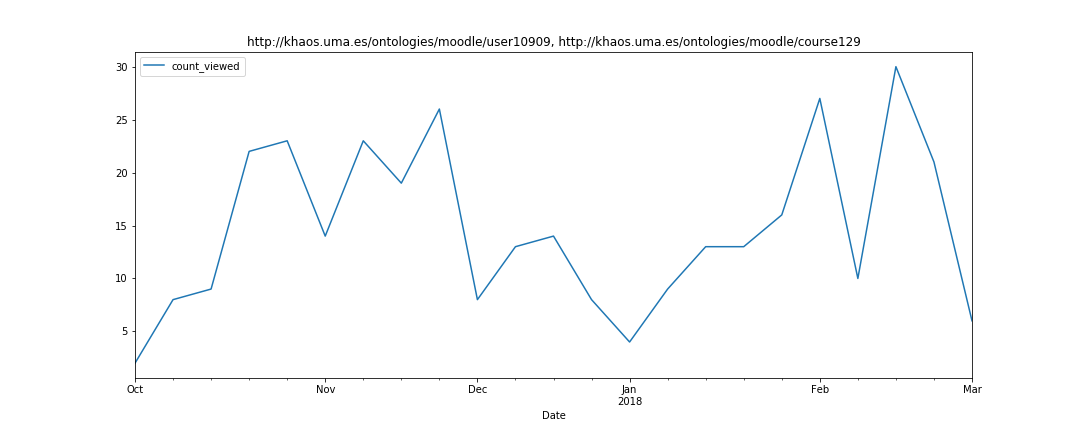 http://khaos.uma.es/ontologies/moodle/user10909, http://khaos.uma.es/ontologies/moodle/course129
count_viewed
30
25
20
15
10
5
Oct Nov Dec Jan Feb Mar
2018
Date